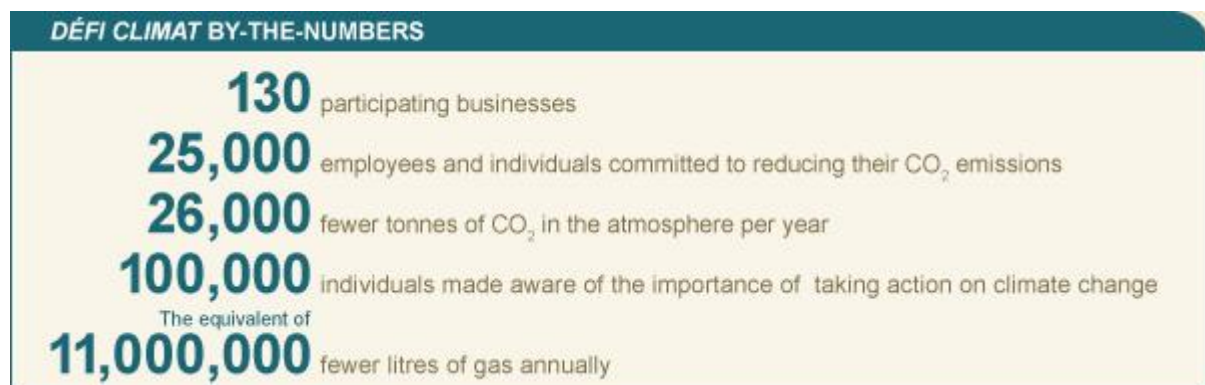 DÉFI CLIMAT BY-THE-NUMBERS
130 participating businesses
25,000 employees and individuals committed to reducing their CO₂ emissions
26,000 fewer tonnes of CO₂ in the atmosphere per year
100,000 individuals made aware of the importance of taking action on climate change
The equivalent of
11,000,000 fewer litres of gas annually